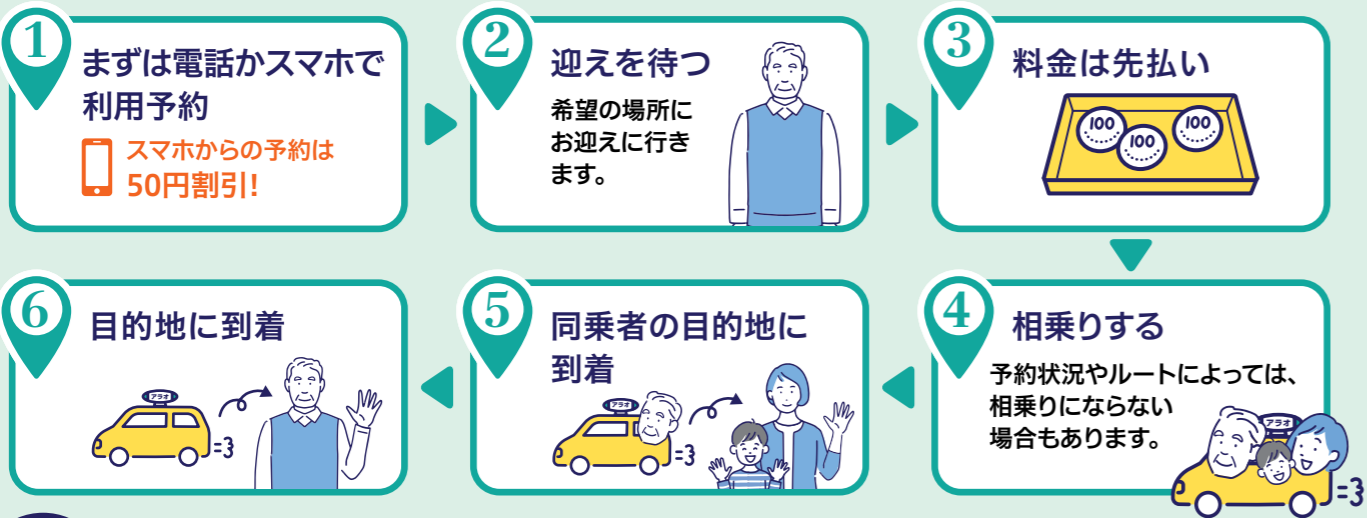 1
まずは電話かスマホで
利用予約
スマホからの予約は
50円割引!
2
迎えを待つ
希望の場所に
お迎えに行き
ます。
3
料金は先払い
100
100
100
4
相乗りする
予約状況やルートによっては、
相乗りにならない
場合もあります。
アラオ
5
同乗者の目的地に
到着
アラオ
6
目的地に到着
アラオ